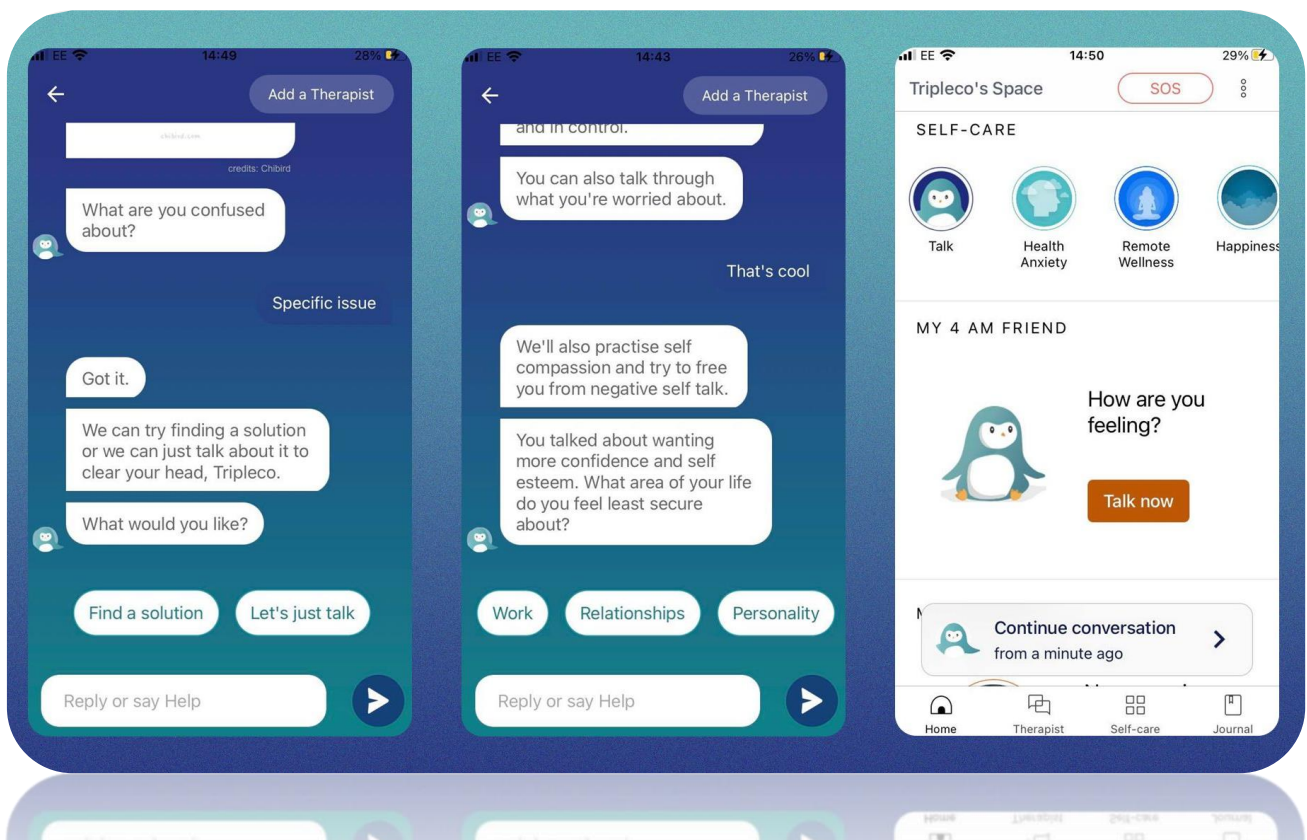 EE 14:49 28%
Add a Therapist
chibird.com
credits: Chibird
What are you confused
about?
Specific issue
Got it.
We can try finding a solution
or we can just talk about it to
clear your head, Tripleco.
What would you like?
Find a solution Let's just talk
Reply or say Help
EE 14:43 26%
Add a Therapist
and in control.
You can also talk through
what you're worried about.
That's cool
We'll also practise self
compassion and try to free
you from negative self talk.
You talked about wanting
more confidence and self
esteem. What area of your life
do you feel least secure
about?
Work Relationships Personality
Reply or say Help
EE 14:50 29%
Tripleco's Space SOS
SELF-CARE
Talk Health Remote Happiness
Anxiety Wellness
MY 4 AM FRIEND
How are you
feeling?
Talk now
Continue conversation
from a minute ago
Home Therapist Self-care Journal